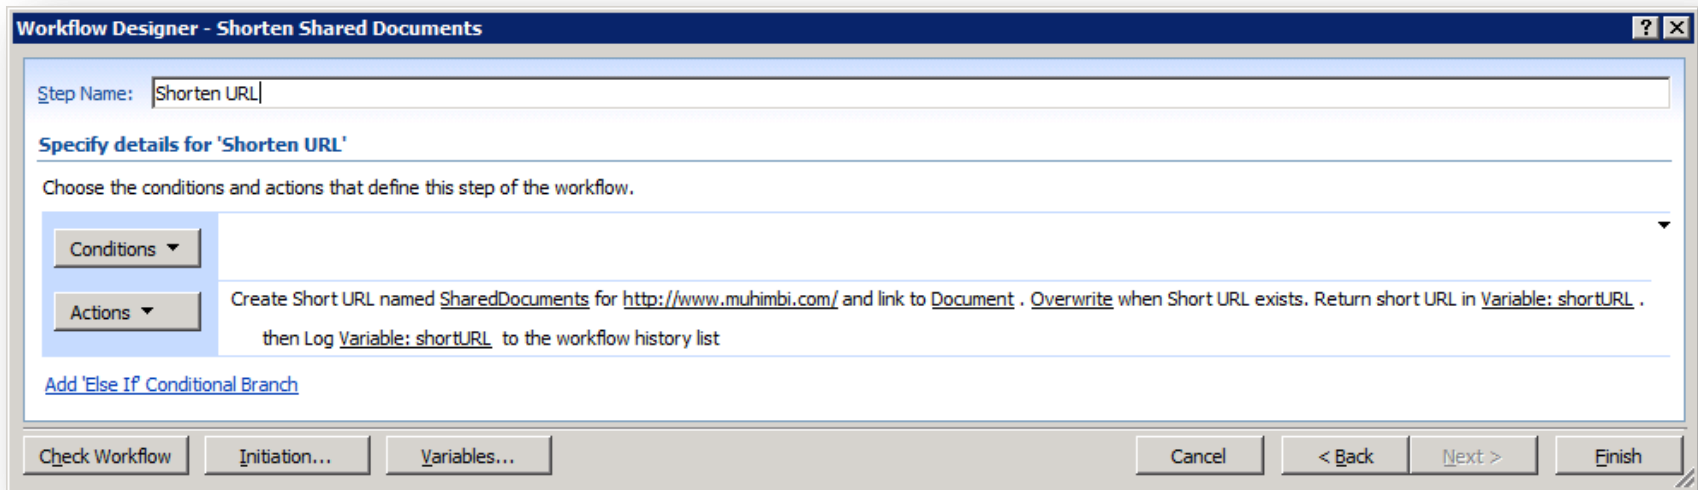 Workflow Designer - Shorten Shared Documents
?
Step Name: Shorten URL
Specify details for 'Shorten URL'
Choose the conditions and actions that define this step of the workflow.
Conditions
Actions
Create Short URL named SharedDocuments for http://www.muhimbi.com/ and link to Document . Overwrite when Short URL exists. Return short URL in Variable: shortURL .
then Log Variable: shortURL to the workflow history list
Add 'Else If' Conditional Branch
Check Workflow Initiation... Variables... Cancel < Back Next > Finish